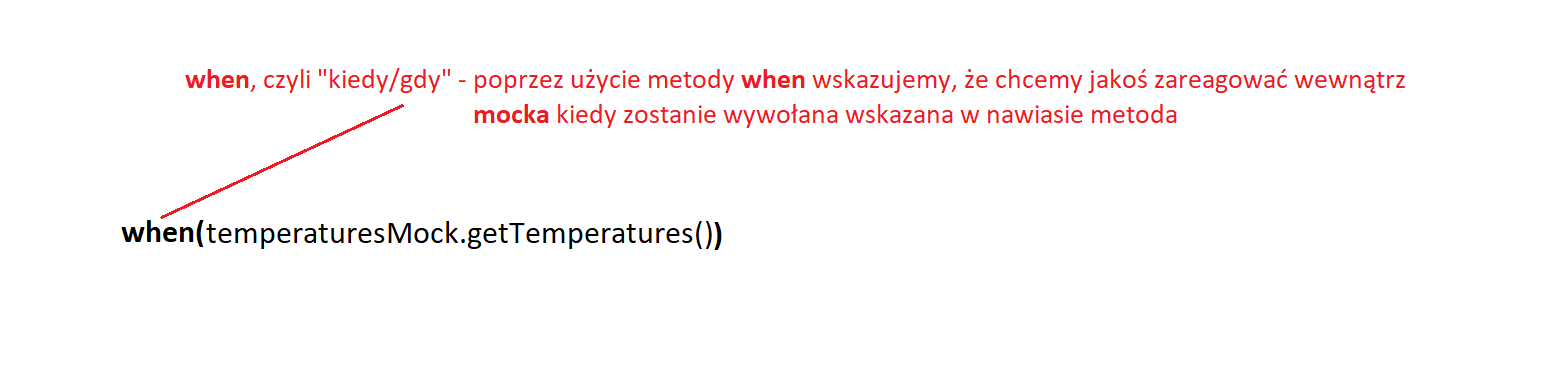 when, czyli "kiedy/gdy" - poprzez użycie metody when wskazujemy, że chcemy jakoś zareagować wewnątrz
mocka kiedy zostanie wywołana wskazana w nawiasie metoda
when(temperaturesMock.getTemperatures())